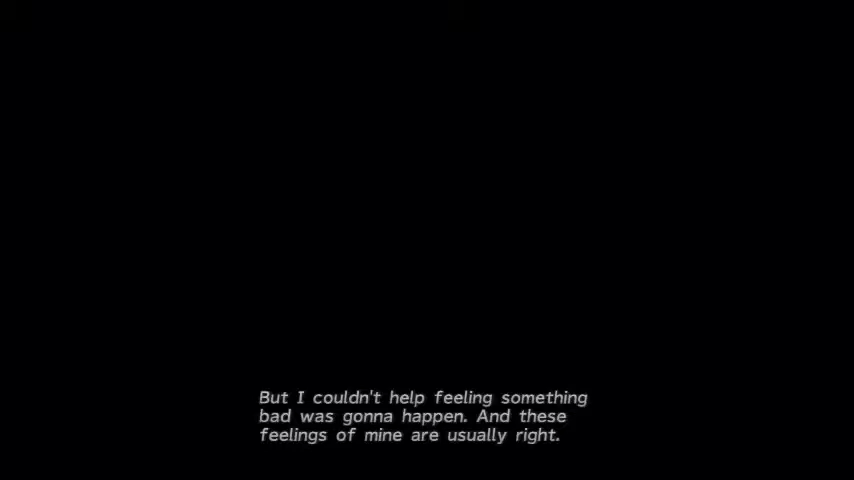 But I couldn't help feeling something
bad was gonna happen. And these
feelings of mine are usually right.